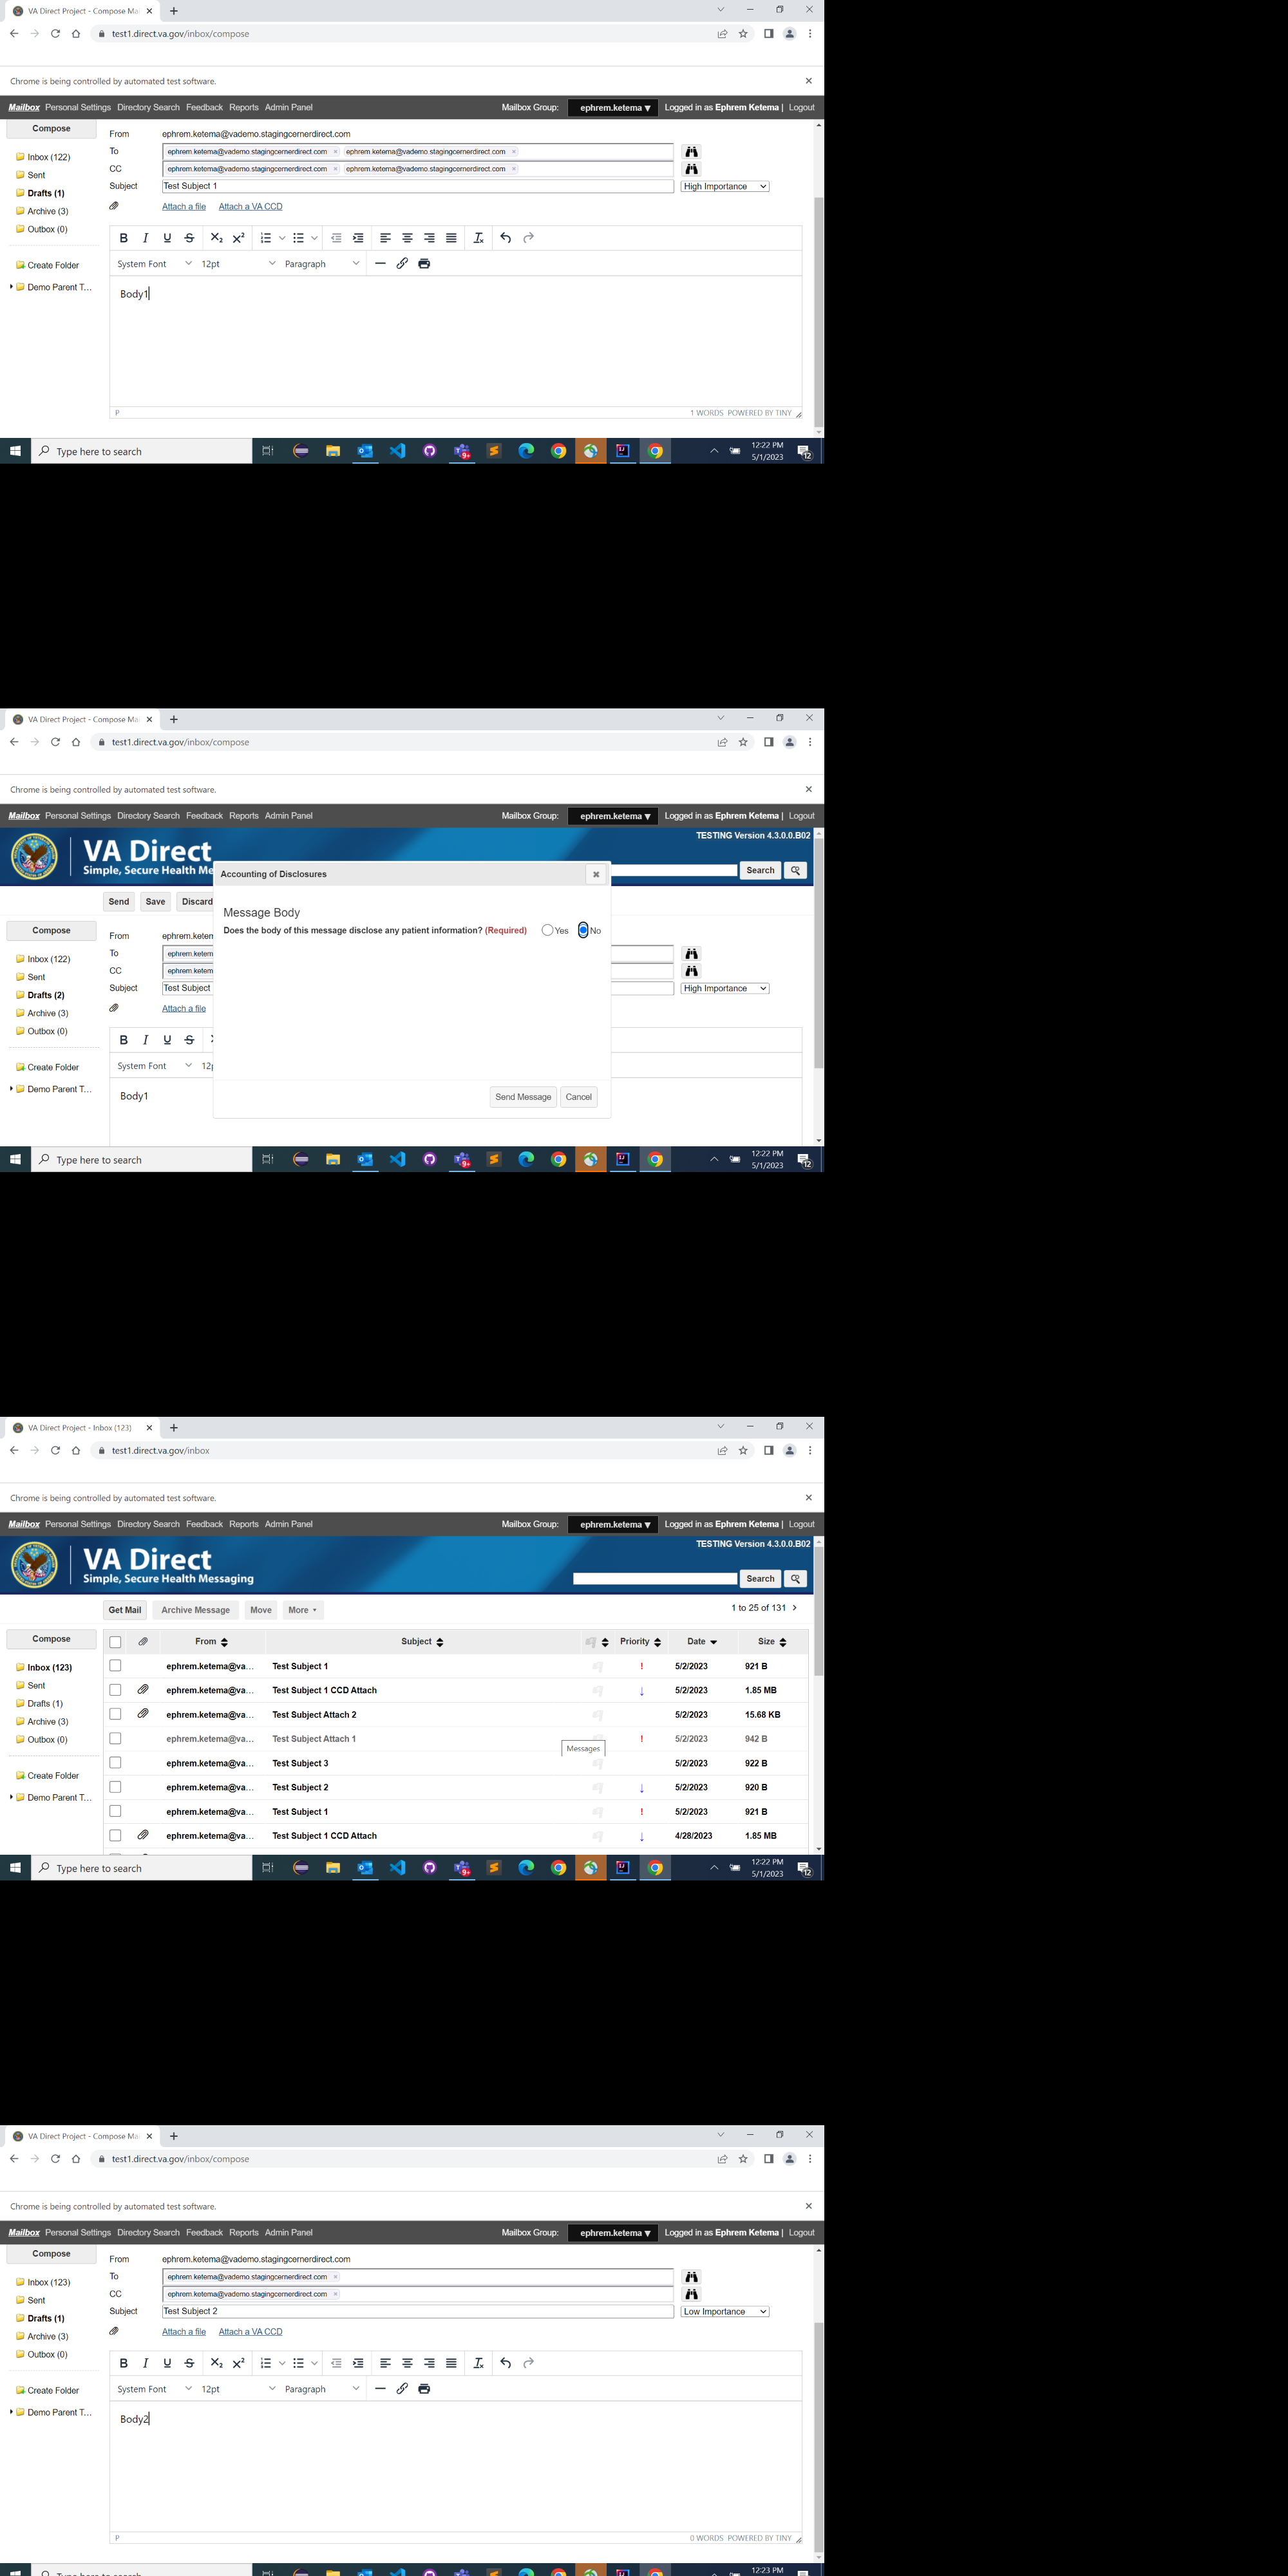 VA Direct Project - Compose Ma
test1.direct.va.gov/inbox/compose
Chrome is being controlled by automated test software.
Mailbox Personal Settings Directory Search Feedback Reports Admin Panel Mailbox Group: ephrem.ketema ▼ Logged in as Ephrem Ketema | Logout
Compose
From ephrem.ketema@vademo.stagingcernerdirect.com
To ephrem.ketema@vademo.stagingcernerdirect.com × ephrem.ketema@vademo.stagingcernerdirect.com ×
CC ephrem.ketema@vademo.stagingcernerdirect.com × ephrem.ketema@vademo.stagingcernerdirect.com ×
Subject Test Subject 1 High Importance
Attach a file Attach a VA CCD
Inbox (122)
Sent
Drafts (1)
Archive (3)
Outbox (0)
Create Folder
Demo Parent T...
System Font 12pt Paragraph
Body1
P 1 WORDS POWERED BY TINY
Type here to search 9+ 12:22 PM
5/1/2023 12
VA Direct Project - Compose Ma
test1.direct.va.gov/inbox/compose
Chrome is being controlled by automated test software.
Mailbox Personal Settings Directory Search Feedback Reports Admin Panel Mailbox Group: ephrem.ketema ▼ Logged in as Ephrem Ketema | Logout
TESTING Version 4.3.0.0.B02
VA Direct
Simple, Secure Health Me
Search
Send Save Discard
Accounting of Disclosures
Message Body
Does the body of this message disclose any patient information? (Required) Yes No
Send Message Cancel
Compose
From ephrem.keter
To ephrem.ketem
CC ephrem.ketem
Subject Test Subject High Importance
Attach a file
Inbox (122)
Sent
Drafts (2)
Archive (3)
Outbox (0)
Create Folder
Demo Parent T...
System Font 12p
Body1
Type here to search 9+ 12:22 PM
5/1/2023 12
VA Direct Project - Inbox (123)
test1.direct.va.gov/inbox
Chrome is being controlled by automated test software.
Mailbox Personal Settings Directory Search Feedback Reports Admin Panel Mailbox Group: ephrem.ketema ▼ Logged in as Ephrem Ketema | Logout
TESTING Version 4.3.0.0.B02
VA Direct
Simple, Secure Health Messaging
Search
Get Mail Archive Message Move More 1 to 25 of 131 >
Compose
Inbox (123)
Sent
Drafts (1)
Archive (3)
Outbox (0)
Create Folder
Demo Parent T...
From Subject Priority Date Size
ephrem.ketema@va... Test Subject 1 ! 5/2/2023 921 B
ephrem.ketema@va... Test Subject 1 CCD Attach ↓ 5/2/2023 1.85 MB
ephrem.ketema@va... Test Subject Attach 2 5/2/2023 15.68 KB
ephrem.ketema@va... Test Subject Attach 1 ! 5/2/2023 942 B
Messages
ephrem.ketema@va... Test Subject 3 5/2/2023 922 B
ephrem.ketema@va... Test Subject 2 ↓ 5/2/2023 920 B
ephrem.ketema@va... Test Subject 1 ! 5/2/2023 921 B
ephrem.ketema@va... Test Subject 1 CCD Attach ↓ 4/28/2023 1.85 MB
Type here to search 9+ 12:22 PM
5/1/2023 12
VA Direct Project - Compose Ma
test1.direct.va.gov/inbox/compose
Chrome is being controlled by automated test software.
Mailbox Personal Settings Directory Search Feedback Reports Admin Panel Mailbox Group: ephrem.ketema ▼ Logged in as Ephrem Ketema | Logout
Compose
From ephrem.ketema@vademo.stagingcernerdirect.com
To ephrem.ketema@vademo.stagingcernerdirect.com ×
CC ephrem.ketema@vademo.stagingcernerdirect.com ×
Subject Test Subject 2 Low Importance
Attach a file Attach a VA CCD
Inbox (123)
Sent
Drafts (1)
Archive (3)
Outbox (0)
Create Folder
Demo Parent T...
System Font 12pt Paragraph
Body2
P 0 WORDS POWERED BY TINY
Type here to search 12:23 PM